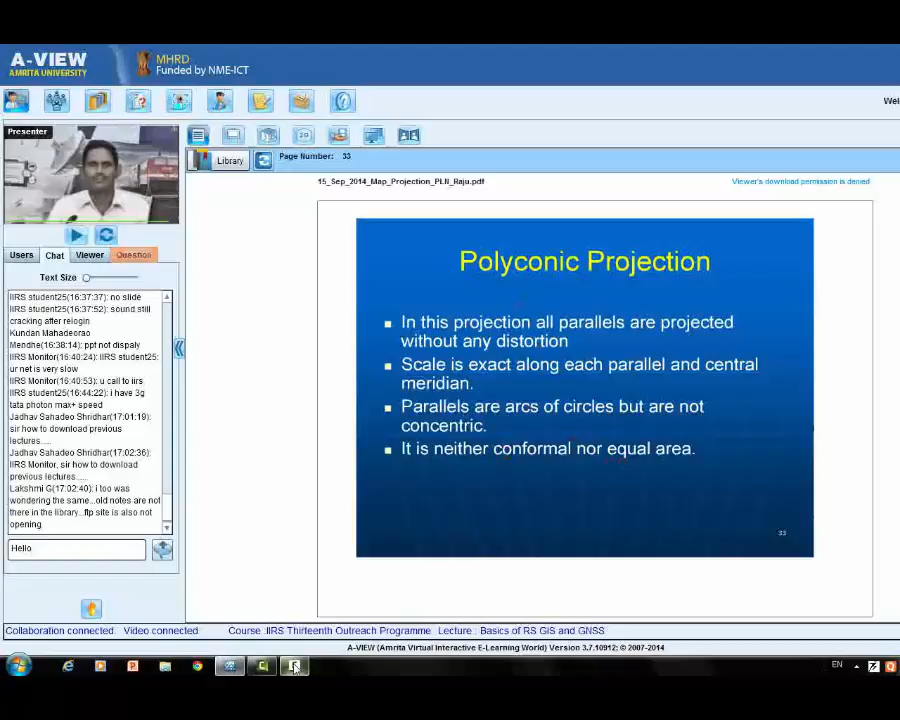 A-VIEW
AMRITA UNIVERSITY
MHRD
Funded by NME-ICT
Wel
Presenter
Library
Page Number: 33
15_Sep_2014_Map_Projection_PLN_Raju.pdf
Viewer's download permission is denied
Users
Chat
Viewer
Question
Text Size
IIRS student25(16:37:37): no slide
IIRS student25(16:37:52): sound still
cracking after relogin
Kundan Mahadeorao
Mendhe(16:38:14): ppt not dispaly
IIRS Monitor(16:40:24): IIRS student25:
ur net is very slow
IIRS Monitor(16:40:53): u call to iirs
IIRS student25(16:44:22): i have 3g
tata photon max+ speed
Jadhav Sahadeo Shridhar(17:01:19):
sir how to download previous
lectures.....
Jadhav Sahadeo Shridhar(17:02:36):
IIRS Monitor, sir how to download
previous lectures.....
Lakshmi G(17:02:40): i too was
wondering the same...old notes are not
there in the library...flp site is also not
opening
Hello
Polyconic Projection
In this projection all parallels are projected
without any distortion
Scale is exact along each parallel and central
meridian.
Parallels are arcs of circles but are not
concentric.
It is neither conformal nor equal area.
33
Collaboration connected. Video connected.
Course :IIRS Thirteenth Outreach Programme Lecture : Basics of RS GIS and GNSS
A-VIEW (Amrita Virtual Interactive E-Learning World) Version 3.7.10912; © 2007-2014
EN